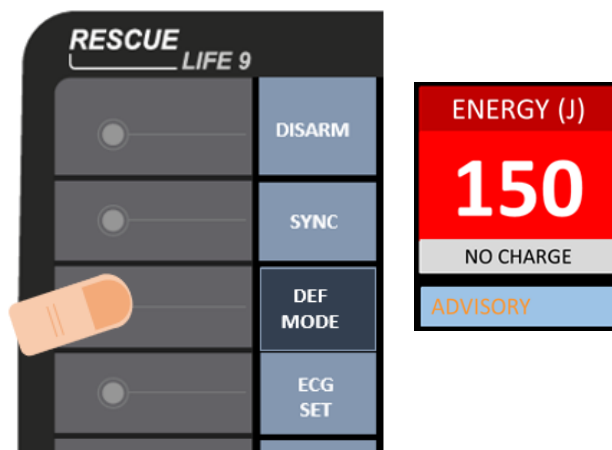 RESCUE
LIFE 9
DISARM
SYNC
DEF
MODE
ECG
SET
ENERGY (J)
150
NO CHARGE
ADVISORY